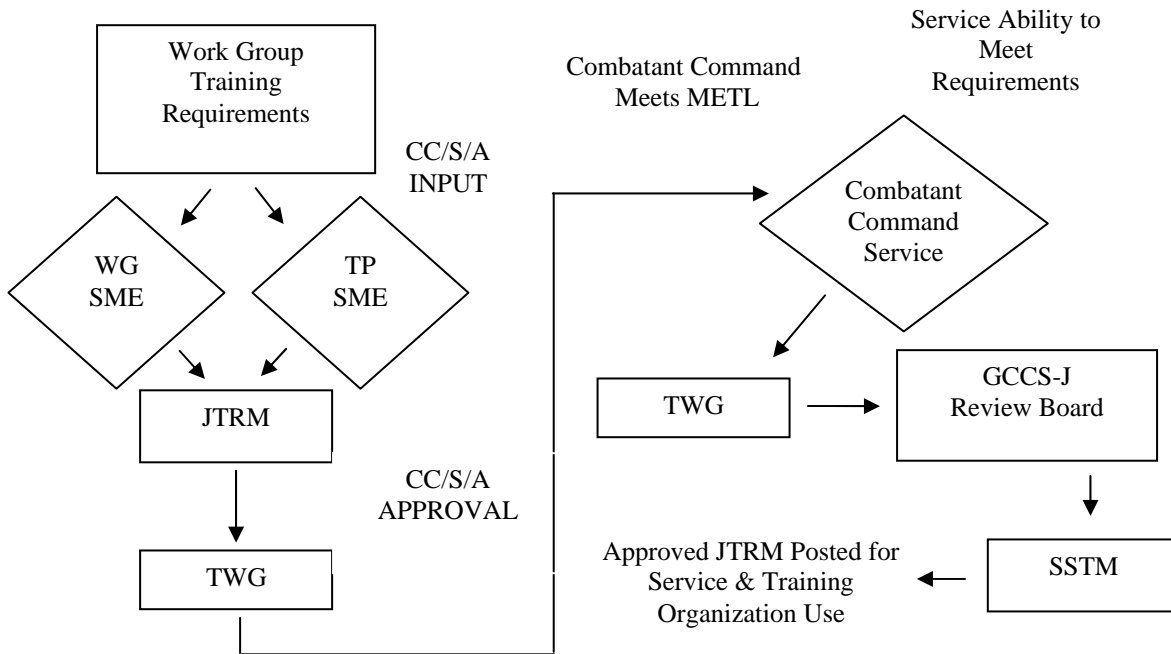 Work Group
Training
Requirements
CC/S/A
INPUT
WG
SME
TP
SME
JTRM
CC/S/A
APPROVAL
TWG
Combatant Command
Meets METL
Service Ability to
Meet
Requirements
Combatant
Command
Service
TWG
GCCS-J
Review Board
SSTM
Approved JTRM Posted for
Service & Training
Organization Use